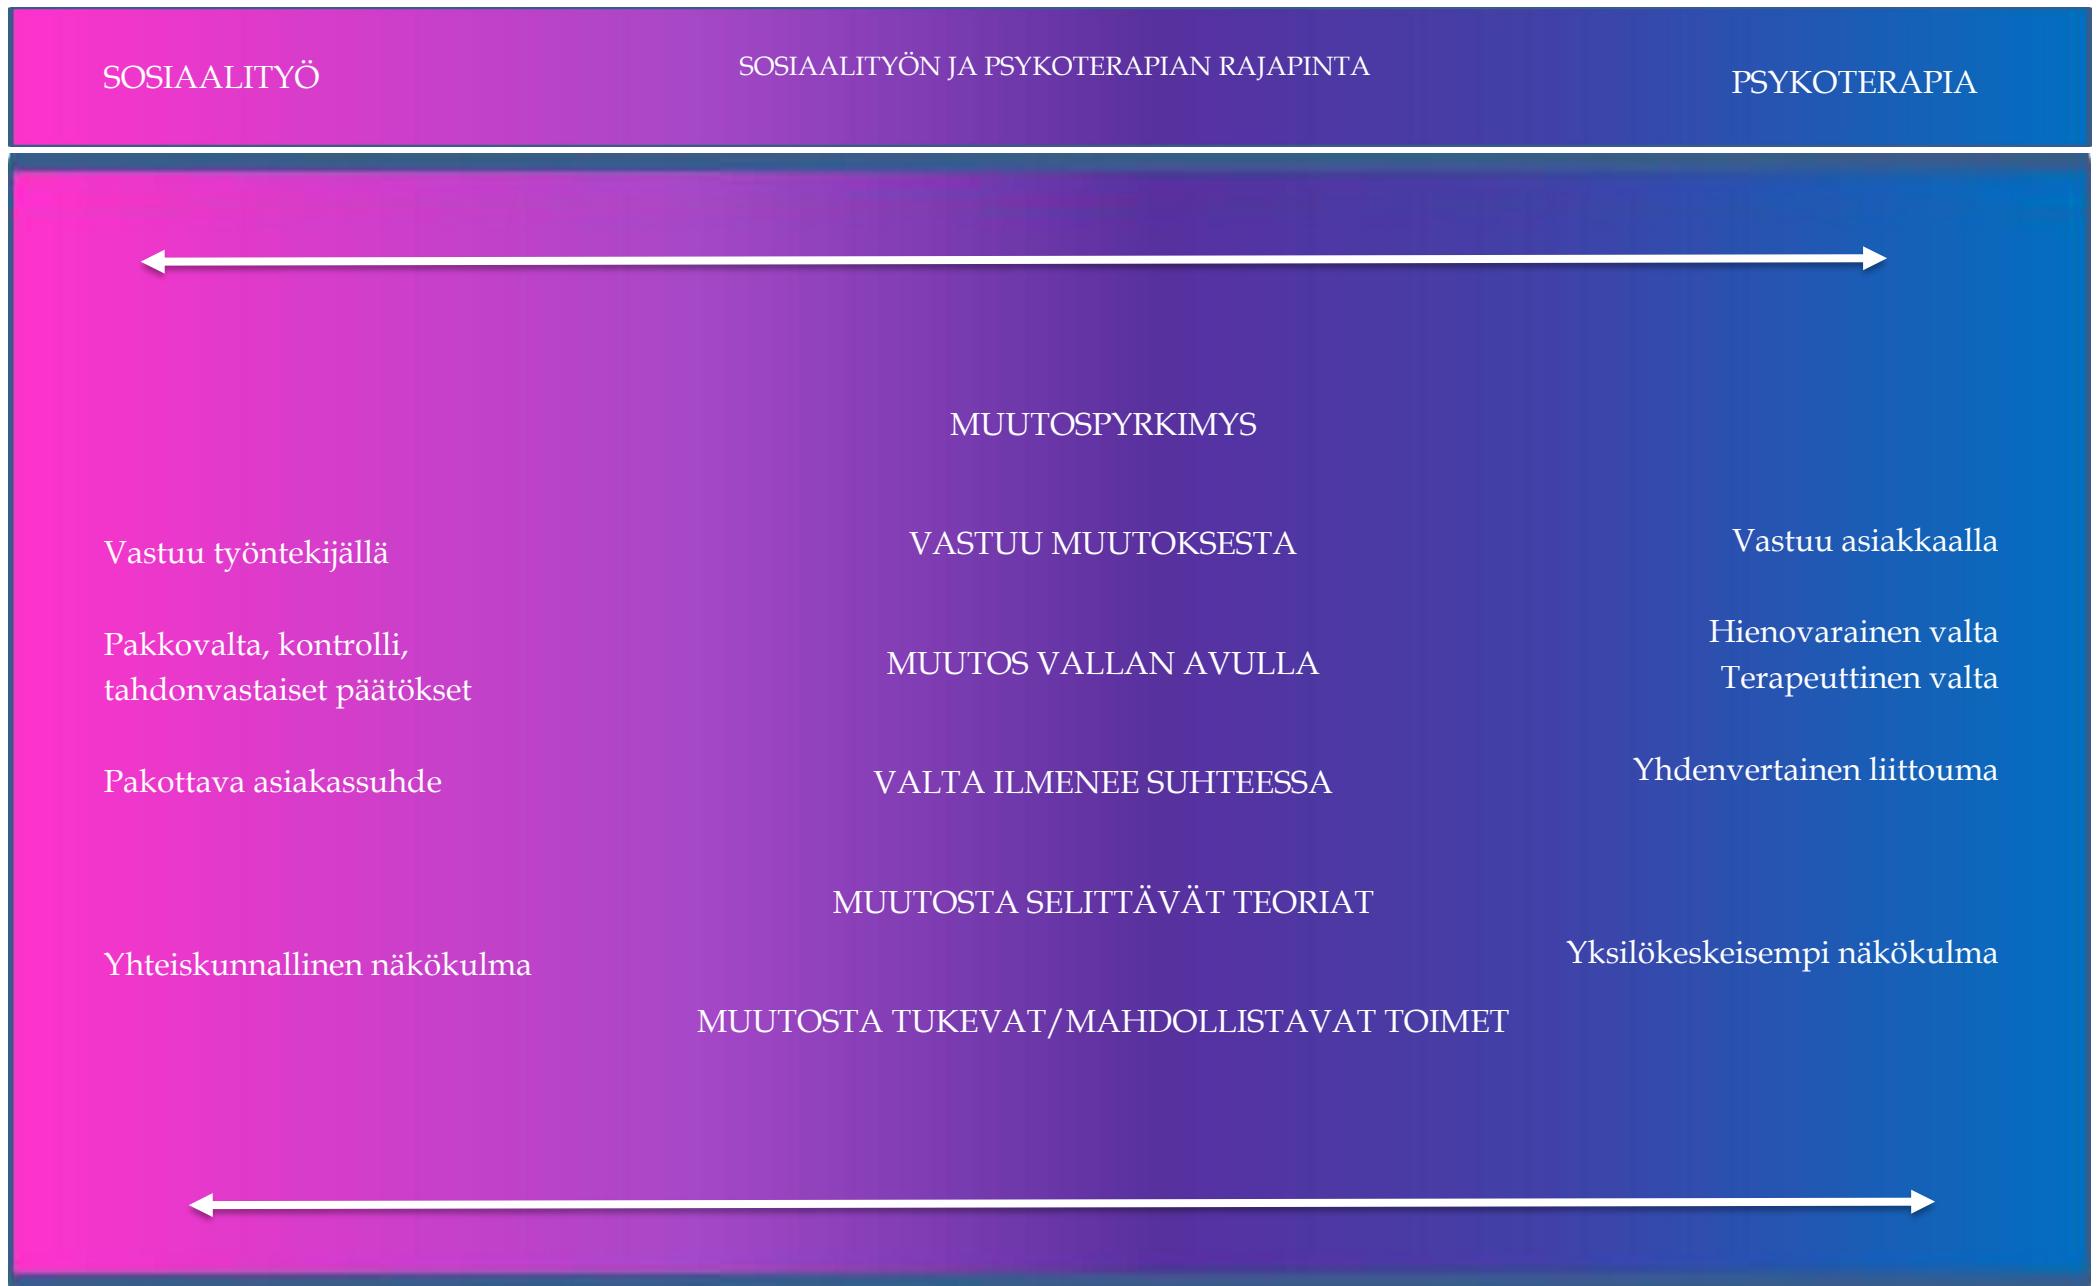 SOSIAALITYÖ
SOSIAALITYÖN JA PSYKOTERAPIAN RAJAPINTA
PSYKOTERAPIA
MUUTOSPYRKIMYS
Vastuu työntekijällä
VASTUU MUUTOKSESTA
Vastuu asiakkaalla
Pakkovalta, kontrolli,
tahdonvastaiset päätökset
MUUTOS VALLAN AVULLA
Hienovarainen valta
Terapeuttinen valta
Pakottava asiakassuhde
VALTA ILMENEE SUHTEESSA
Yhdenvertainen liittouma
MUUTOSTA SELITTÄVÄT TEORIAT
Yhteiskunnallinen näkökulma
Yksilökeskeisempi näkökulma
MUUTOSTA TUKEVAT/MAHDOLLISTAVAT TOIMET